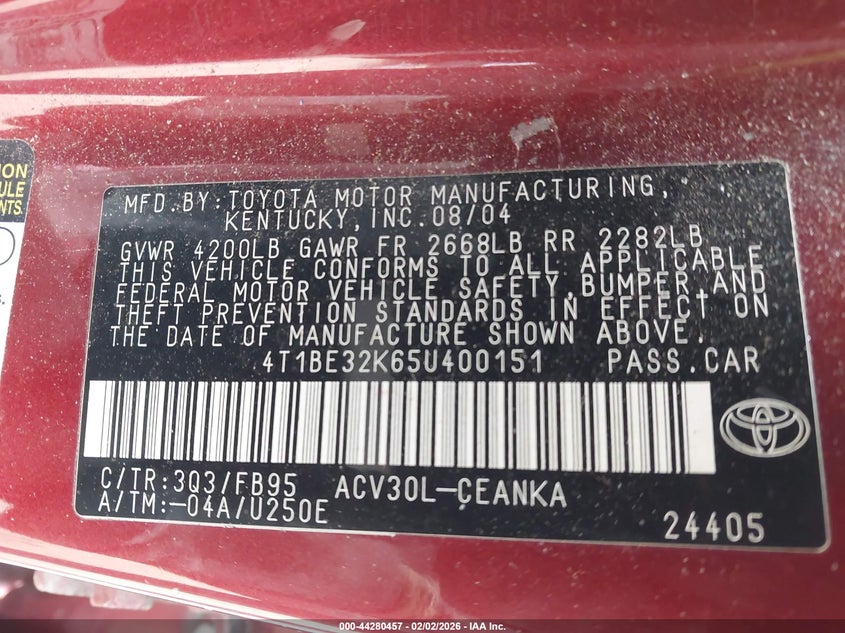 ION
ULE
NTS
MFD.BY:TOYOTA MOTOR MANUFACTURING,
KENTUCKY,INC.08/04
GVWR 4200LB GAWR FR 2668LB RR 2282LB
THIS VEHICLE CONFORMS TO ALL APPLICABLE
FEDERAL MOTOR VEHICLE SAFETY,BUMPER,AND
THEFT PREVENTION STANDARDS IN EFFECT ON
THE DATE OF MANUFACTURE SHOWN ABOVE.
4T1BE32K65U400151 PASS.CAR
C/TR:3Q3/FB95 ACV30L-CEANKA
A/TM:-04A/U250E
24405
000-44280457 - 02/02/2026 - IAA Inc.